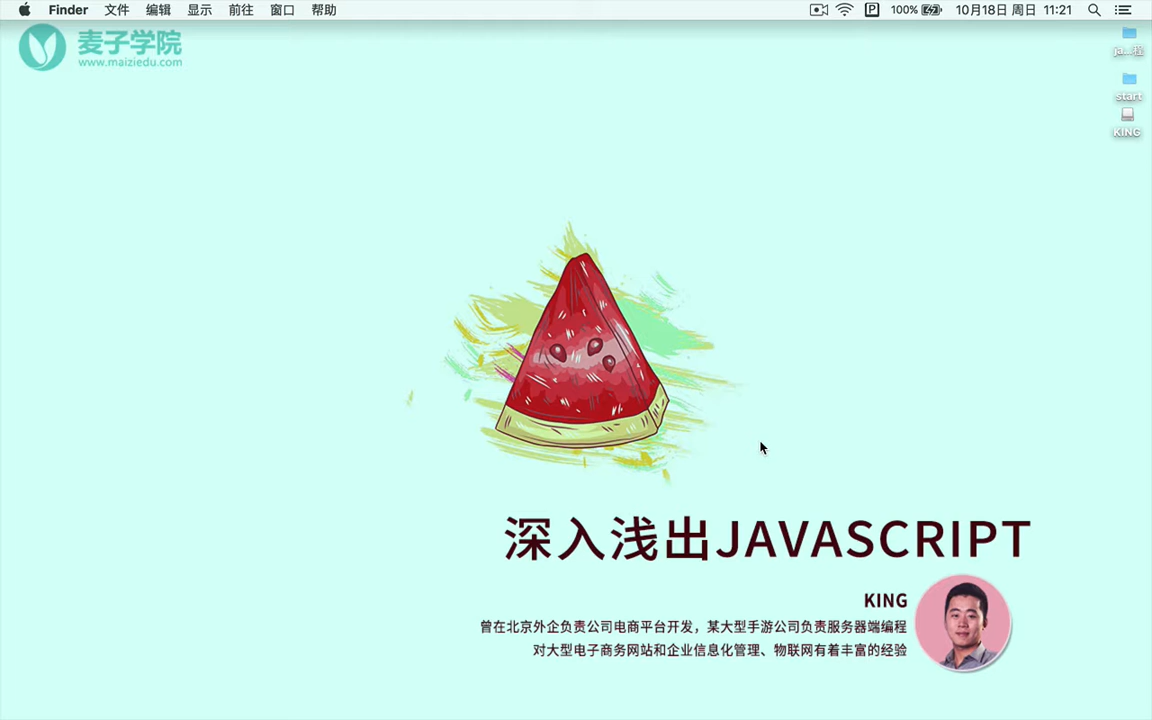 Finder 文件 编辑 显示 前往 窗口 帮助 P 100% 10月18日 周日 11:21
麦子学院
www.maiziedu.com
ja...程
start
KING
深入浅出JAVASCRIPT
KING
曾在北京外企负责公司电商平台开发，某大型手游公司负责服务器端编程
对大型电子商务网站和企业信息化管理、物联网有着丰富的经验